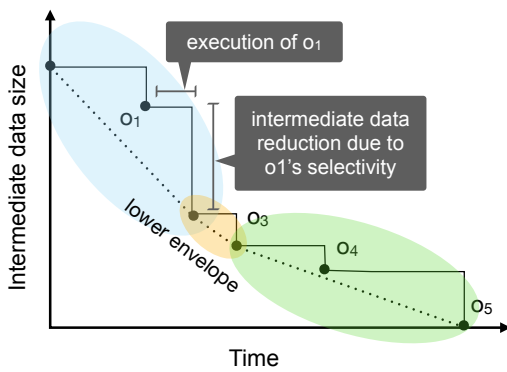 execution of o1
intermediate data
reduction due to
o1's selectivity
Intermediate data size
o1
o3
lower envelope
o4
o5
Time